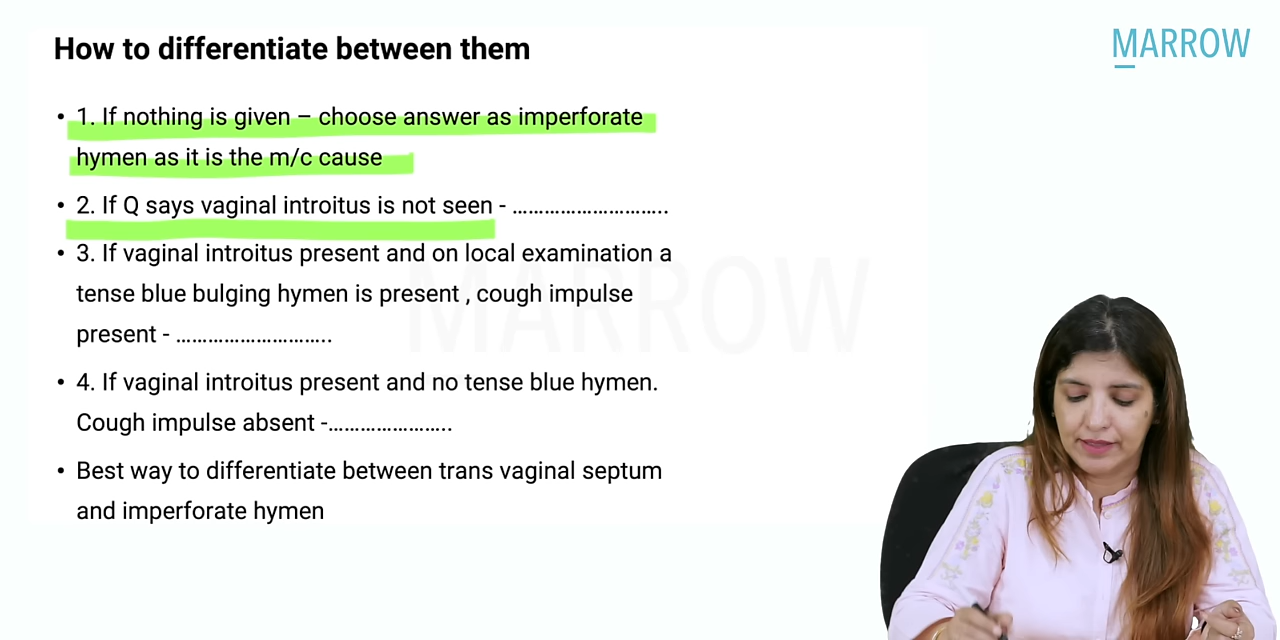 How to differentiate between them
MARROW
• 1. If nothing is given – choose answer as imperforate
hymen as it is the m/c cause
• 2. If Q says vaginal introitus is not seen - ………………………..
• 3. If vaginal introitus present and on local examination a
tense blue bulging hymen is present , cough impulse
present - ………………………..
• 4. If vaginal introitus present and no tense blue hymen.
Cough impulse absent -…………………..
• Best way to differentiate between trans vaginal septum
and imperforate hymen
MARROW